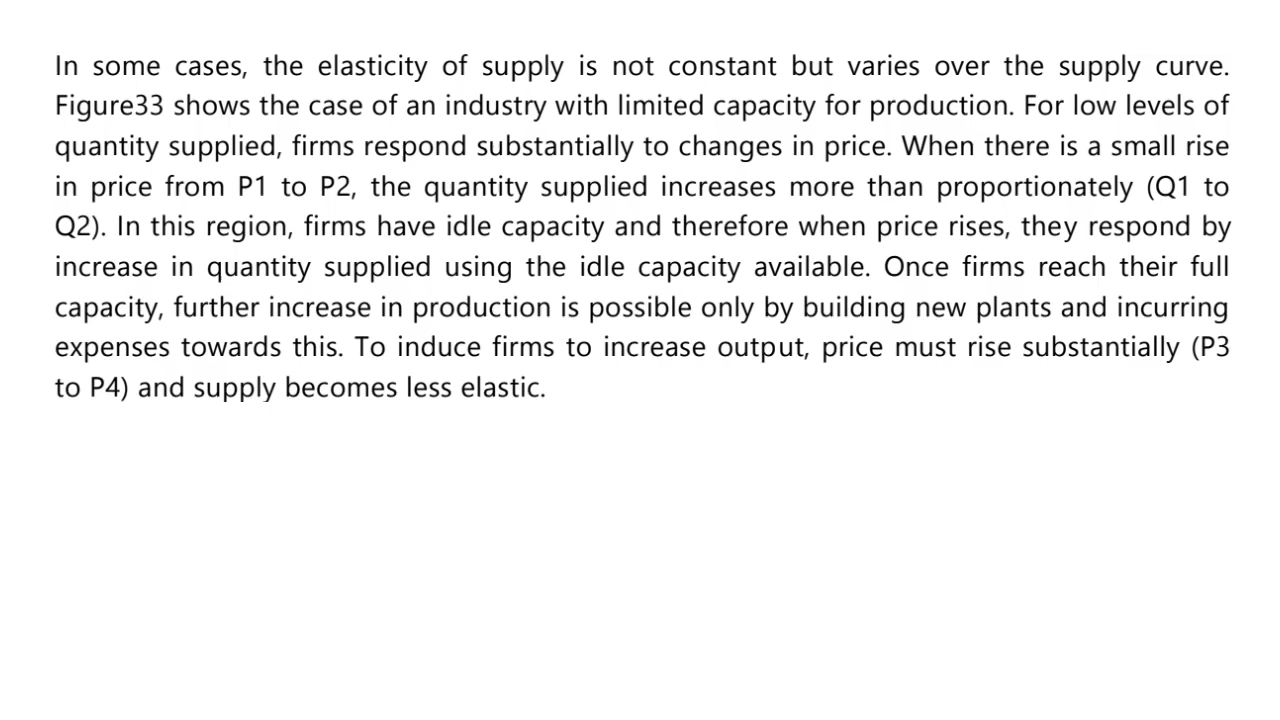 In some cases, the elasticity of supply is not constant but varies over the supply curve.
Figure33 shows the case of an industry with limited capacity for production. For low levels of
quantity supplied, firms respond substantially to changes in price. When there is a small rise
in price from P1 to P2, the quantity supplied increases more than proportionately (Q1 to
Q2). In this region, firms have idle capacity and therefore when price rises, they respond by
increase in quantity supplied using the idle capacity available. Once firms reach their full
capacity, further increase in production is possible only by building new plants and incurring
expenses towards this. To induce firms to increase output, price must rise substantially (P3
to P4) and supply becomes less elastic.